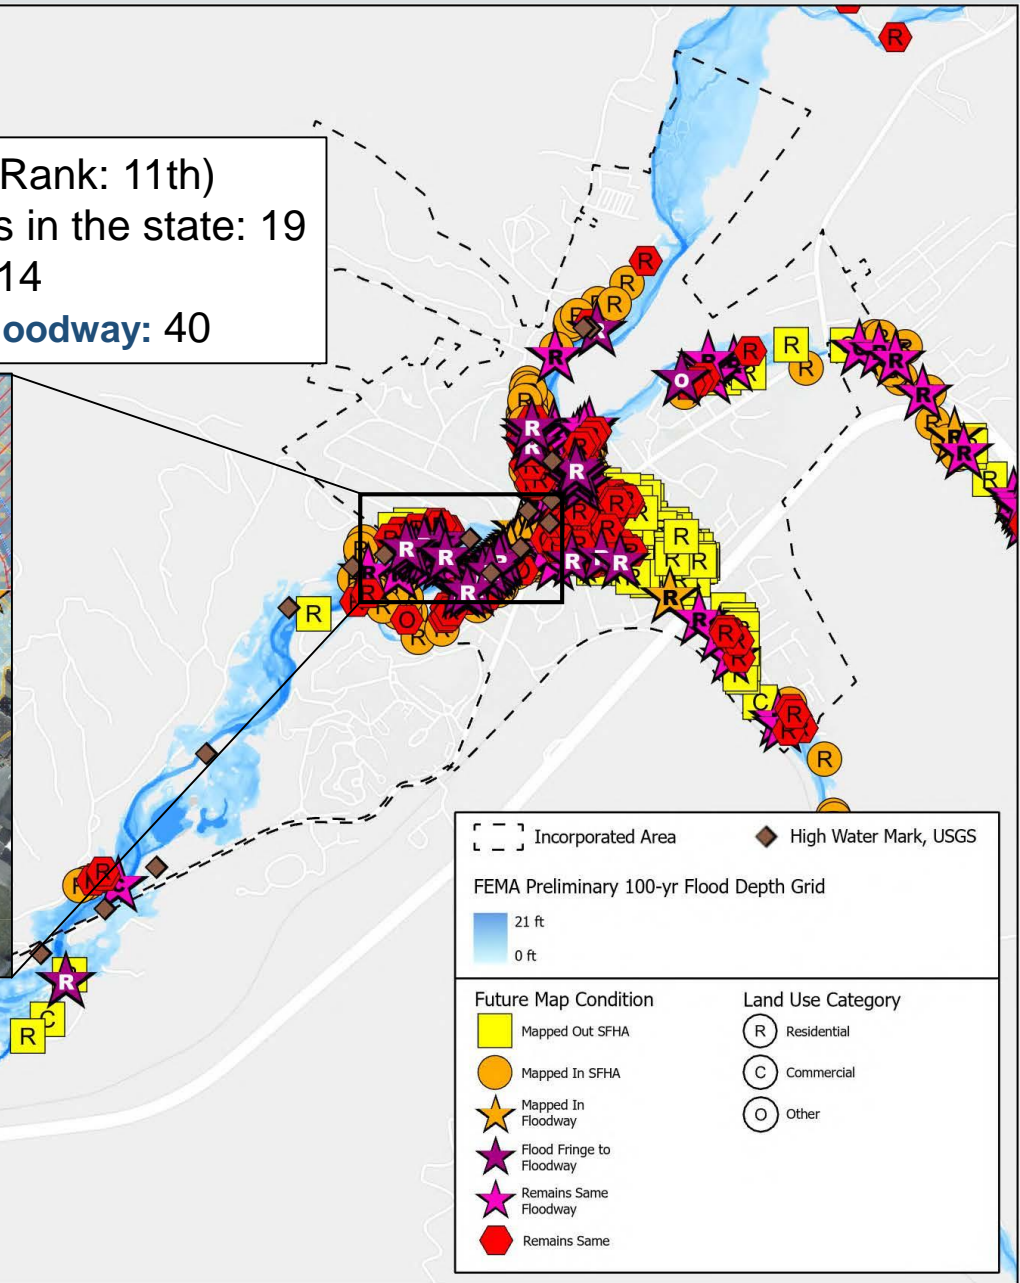 Rank: 11th)
s in the state: 19
14
oodway: 40
Incorporated Area
High Water Mark, USGS
FEMA Preliminary 100-yr Flood Depth Grid
21 ft
0 ft
Future Map Condition
Land Use Category
Mapped Out SFHA
R Residential
Mapped In SFHA
C Commercial
Mapped In
Floodway
O Other
Flood Fringe to
Floodway
Remains Same
Floodway
Remains Same